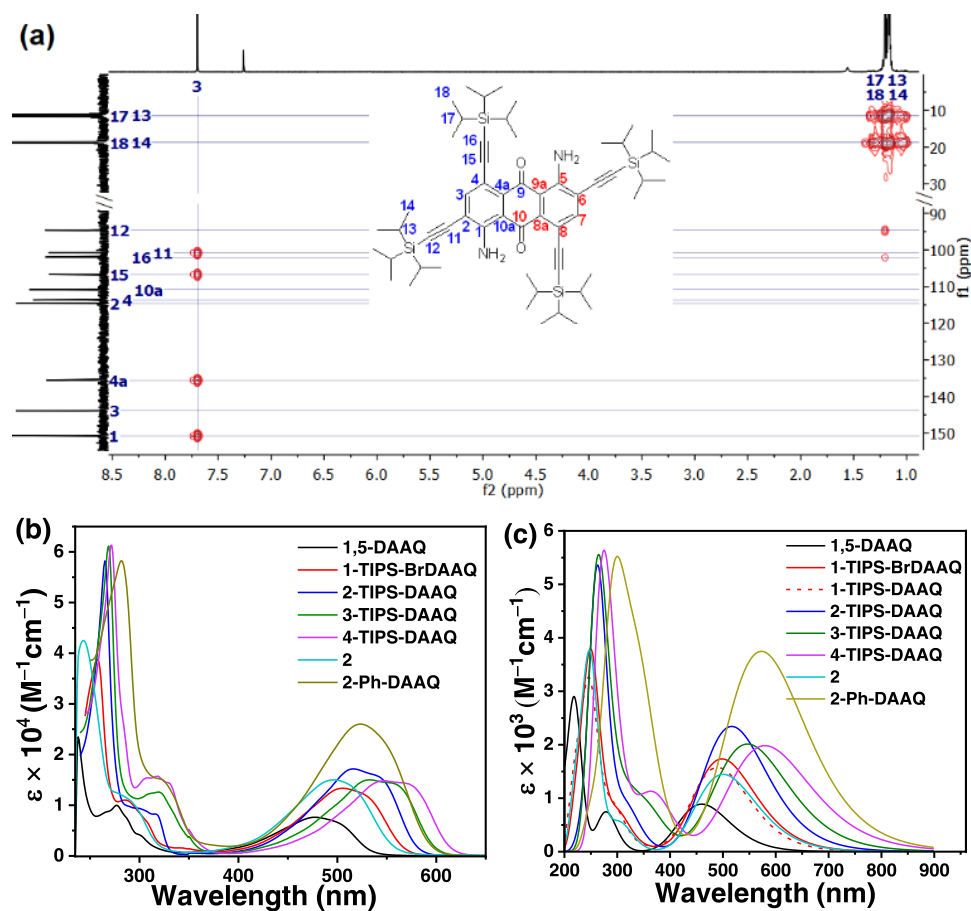 (a)
3
17 13
18 14
18
17
16
15
14
13
12
11
4
3
2
1
4a
10a
9
10
9a
8a
5
6
7
8
NH₂
NH₂
O
O
Si
Si
Si
Si
17 13
18 14
12
16 11
15
10a
4
2
4a
3
1
10
20
30
90
100
110
120
130
140
150
f1 (ppm)
8.5 8.0 7.5 7.0 6.5 6.0 5.5 5.0 4.5 4.0 3.5 3.0 2.5 2.0 1.5 1.0
f2 (ppm)
(b)
ε × 10⁴ (M⁻¹cm⁻¹)
6
5
4
3
2
1
0
1,5-DAAQ
1-TIPS-BrDAAQ
2-TIPS-DAAQ
3-TIPS-DAAQ
4-TIPS-DAAQ
2
2-Ph-DAAQ
300 400 500 600
Wavelength (nm)
(c)
ε × 10³ (M⁻¹cm⁻¹)
6
5
4
3
2
1
0
1,5-DAAQ
1-TIPS-BrDAAQ
1-TIPS-DAAQ
2-TIPS-DAAQ
3-TIPS-DAAQ
4-TIPS-DAAQ
2
2-Ph-DAAQ
200 300 400 500 600 700 800 900
Wavelength (nm)